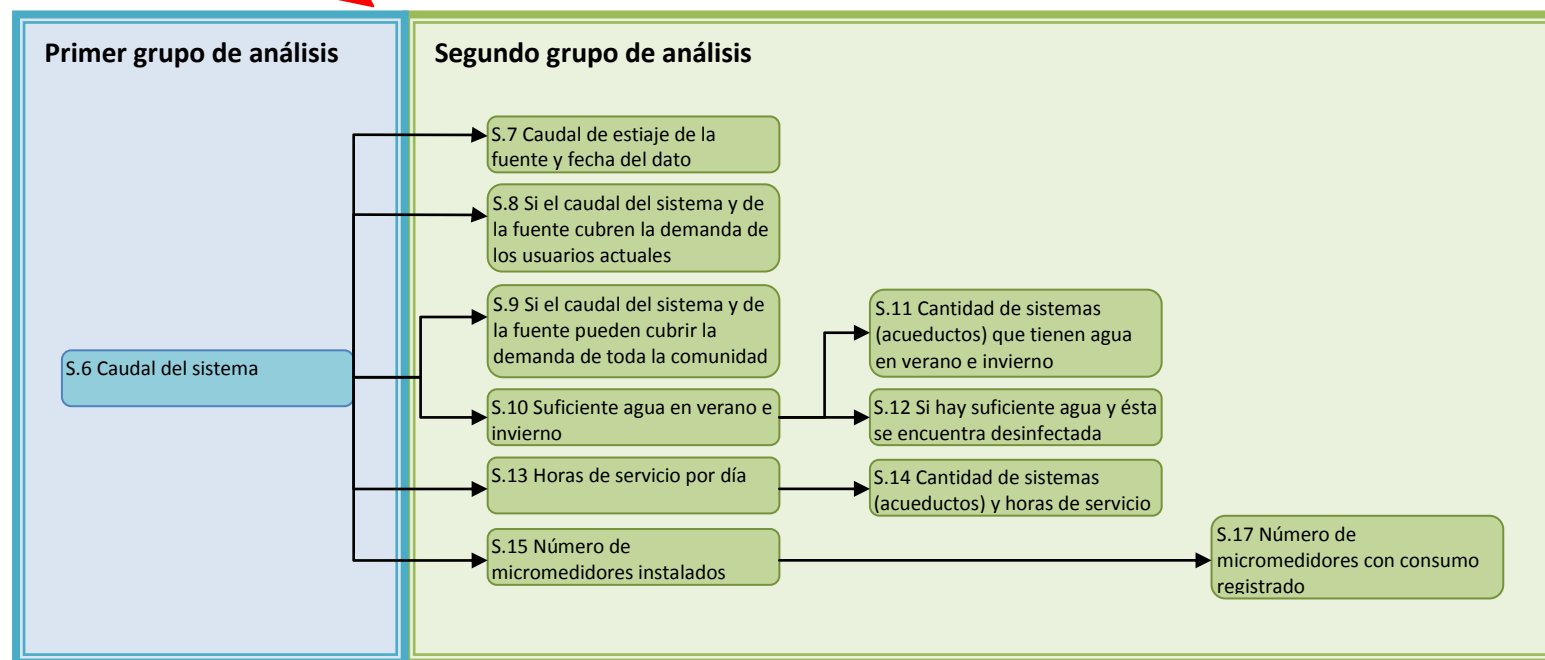 Primer grupo de análisis
Segundo grupo de análisis
S.6 Caudal del sistema
S.7 Caudal de estiaje de la
fuente y fecha del dato
S.8 Si el caudal del sistema y de
la fuente cubren la demanda de
los usuarios actuales
S.9 Si el caudal del sistema y de
la fuente pueden cubrir la
demanda de toda la comunidad
S.10 Suficiente agua en verano e
invierno
S.11 Cantidad de sistemas
(acueductos) que tienen agua
en verano e invierno
S.12 Si hay suficiente agua y ésta
se encuentra desinfectada
S.13 Horas de servicio por día
S.14 Cantidad de sistemas
(acueductos) y horas de servicio
S.15 Número de
micromedidores instalados
S.17 Número de
micromedidores con consumo
registrado